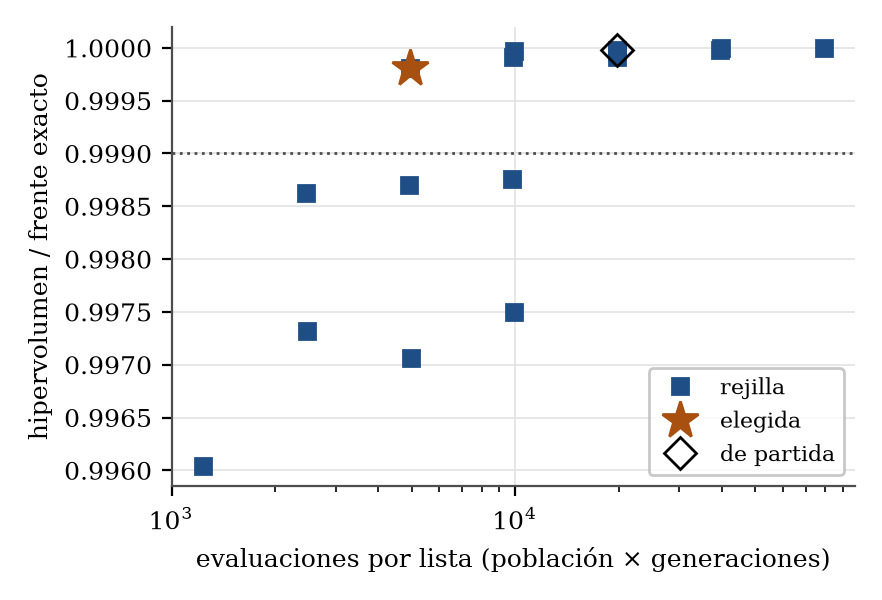 hipervolumen / frente exacto
1.0000
0.9995
0.9990
0.9985
0.9980
0.9975
0.9970
0.9965
0.9960
rejilla
elegida
de partida
10³
10⁴
evaluaciones por lista (población × generaciones)